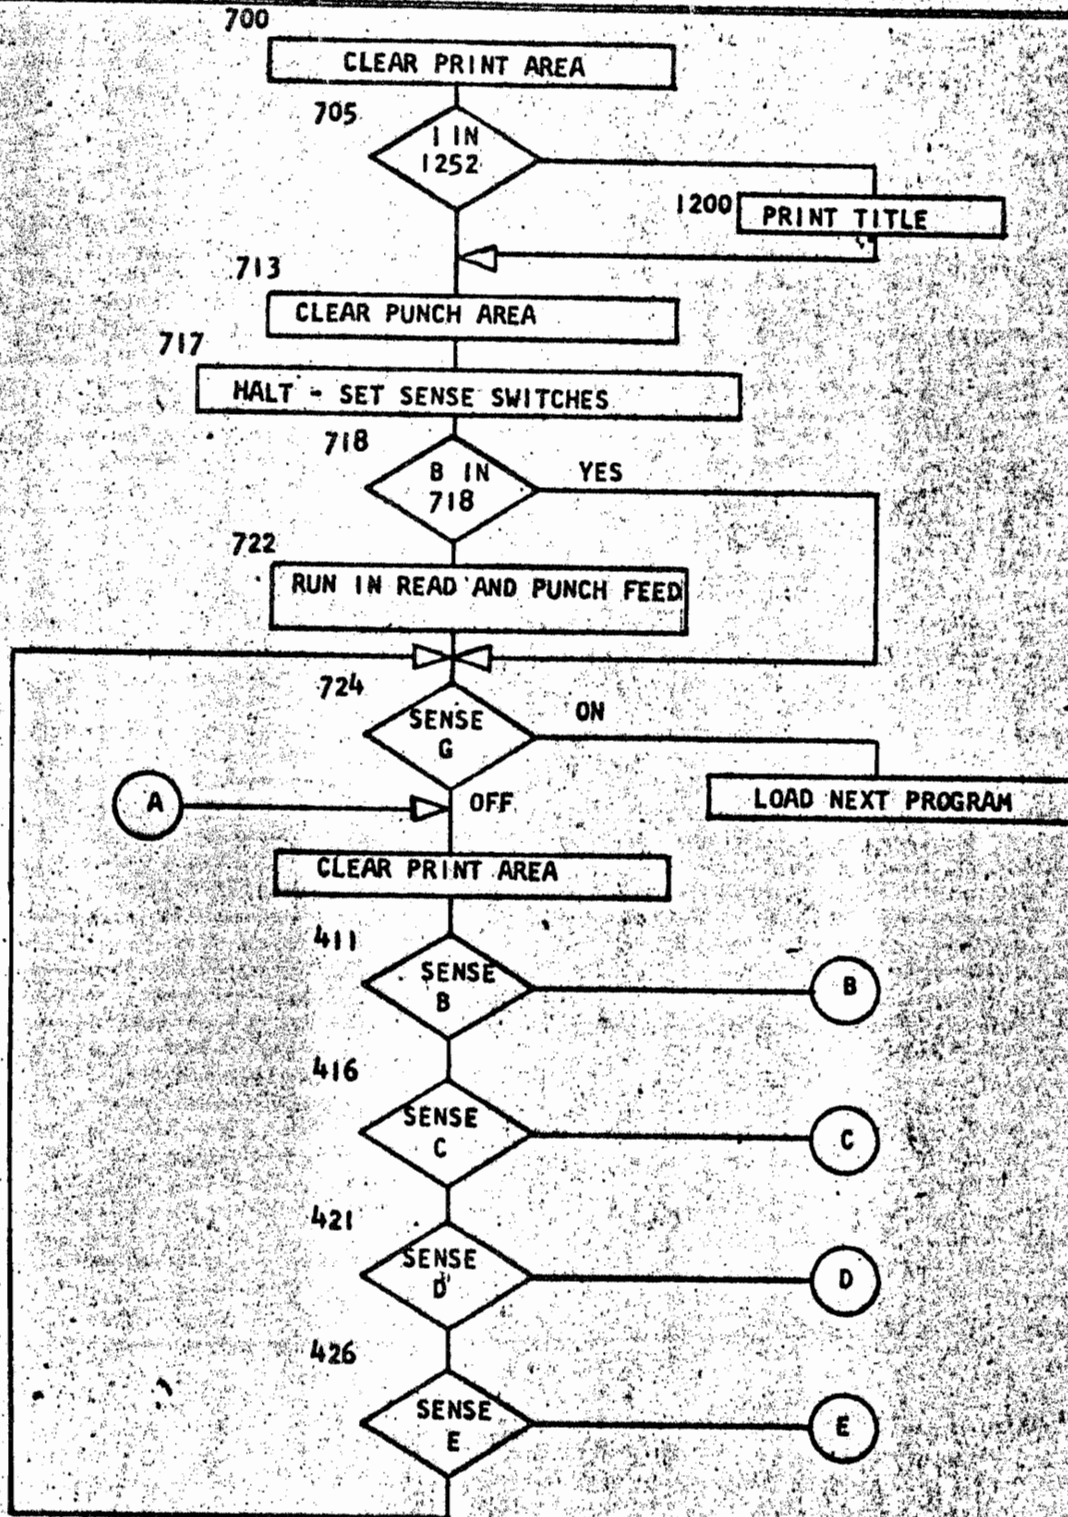 700
CLEAR PRINT AREA
705
1 IN
1252
1200
PRINT TITLE
713
CLEAR PUNCH AREA
717
HALT - SET SENSE SWITCHES
718
B IN
718
YES
722
RUN IN READ AND PUNCH FEED
724
SENSE
G
ON
LOAD NEXT PROGRAM
A
OFF
CLEAR PRINT AREA
411
SENSE
B
B
416
SENSE
C
C
421
SENSE
D
D
426
SENSE
E
E